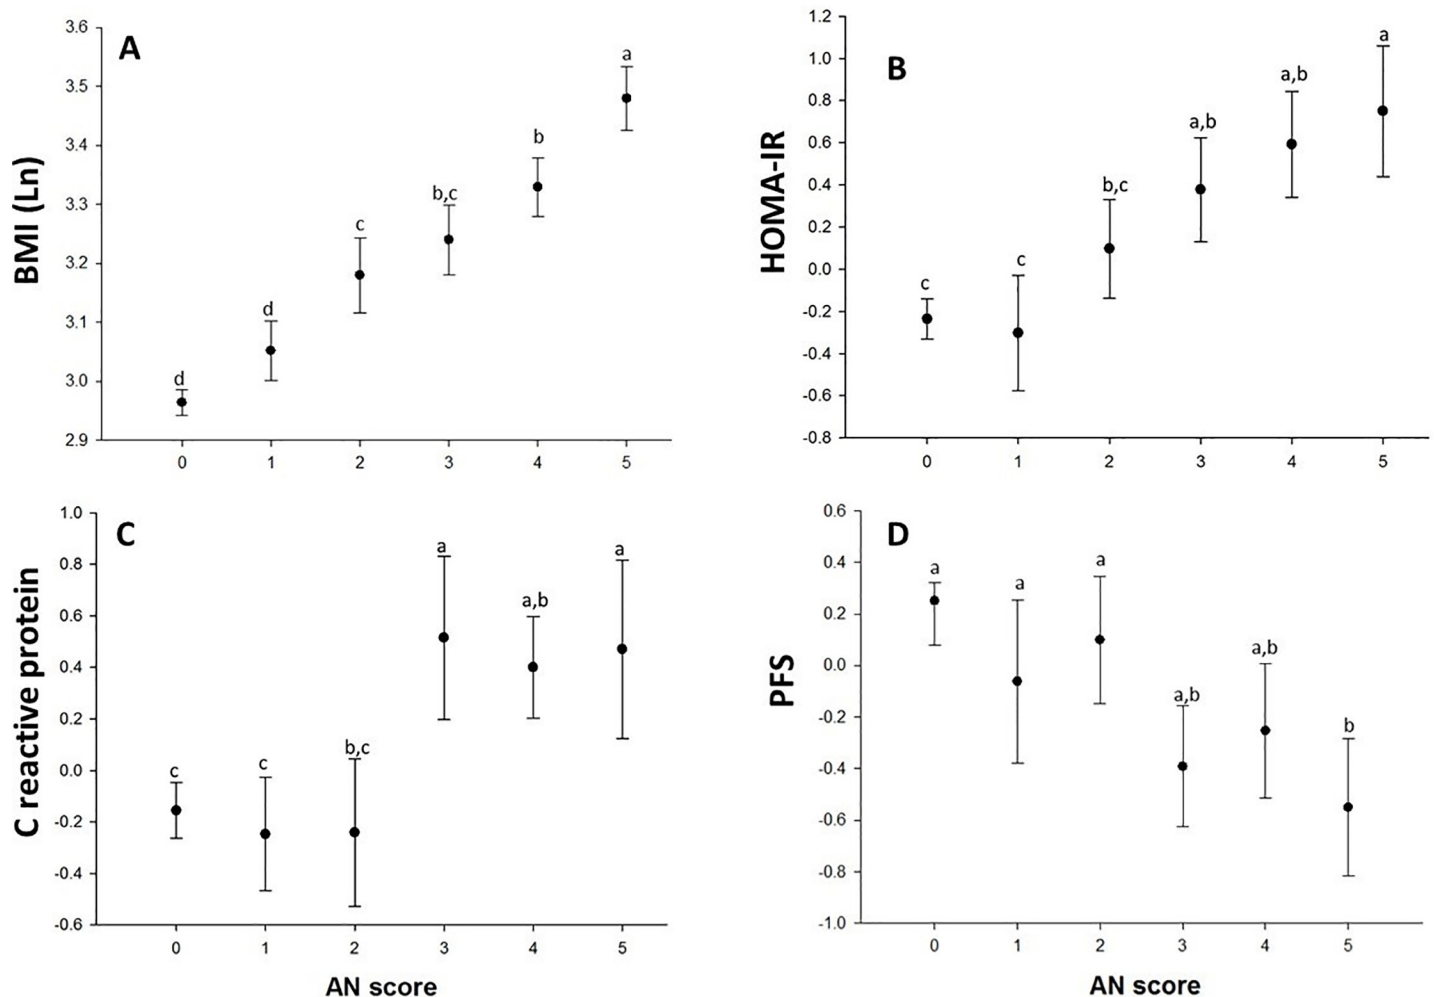 A
BMI (Ln)
3.6
3.5
3.4
3.3
3.2
3.1
3.0
2.9
d
d
c
b,c
b
a
0 1 2 3 4 5
B
HOMA-IR
1.2
1.0
0.8
0.6
0.4
0.2
0.0
-0.2
-0.4
-0.6
-0.8
c
c
b,c
a,b
a,b
a
0 1 2 3 4 5
C
C reactive protein
1.0
0.8
0.6
0.4
0.2
0.0
-0.2
-0.4
-0.6
c
c
b,c
a
a,b
a
0 1 2 3 4 5
AN score
D
PFS
0.6
0.4
0.2
0.0
-0.2
-0.4
-0.6
-0.8
-1.0
a
a
a
a,b
a,b
b
0 1 2 3 4 5
AN score